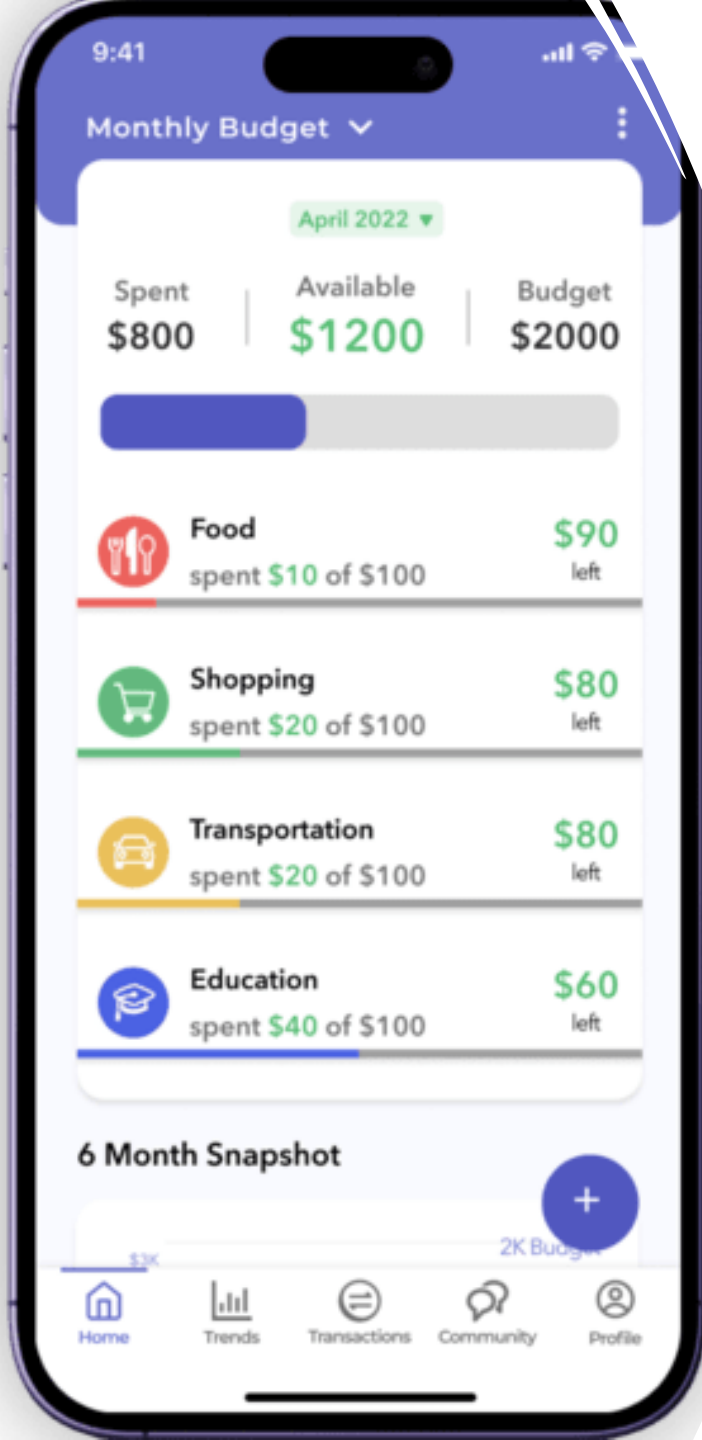 9:41
Monthly Budget
April 2022
Spent Available Budget
$800 $1200 $2000
Food $90
spent $10 of $100 left
Shopping $80
spent $20 of $100 left
Transportation $80
spent $20 of $100 left
Education $60
spent $40 of $100 left
6 Month Snapshot
+
$3K 2K Budget
Home Trends Transactions Community Profile